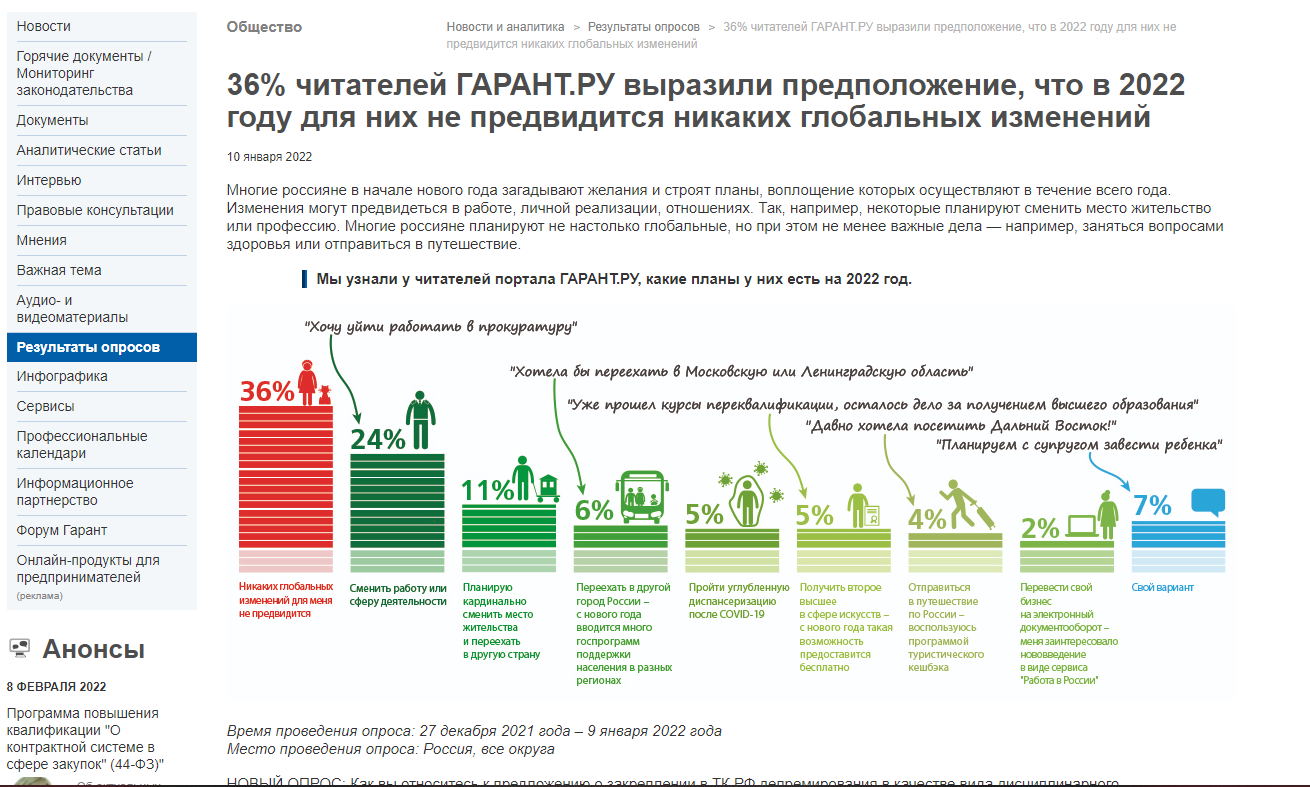 Новости
Горячие документы /
Мониторинг
законодательства
Документы
Аналитические статьи
Интервью
Правовые консультации
Мнения
Важная тема
Аудио- и
видеоматериалы
Результаты опросов
Инфографика
Сервисы
Профессиональные
календари
Информационное
партнерство
Форум Гарант
Онлайн-продукты для
предпринимателей
(реклама)
Анонсы
8 ФЕВРАЛЯ 2022
Программа повышения
квалификации "О
контрактной системе в
сфере закупок" (44-ФЗ)"
Общество
Новости и аналитика > Результаты опросов > 36% читателей ГАРАНТ.РУ выразили предположение, что в 2022 году для них не
предвидится никаких глобальных изменений
36% читателей ГАРАНТ.РУ выразили предположение, что в 2022
году для них не предвидится никаких глобальных изменений
10 января 2022
Многие россияне в начале нового года загадывают желания и строят планы, воплощение которых осуществляют в течение всего года.
Изменения могут предвидеться в работе, личной реализации, отношениях. Так, например, некоторые планируют сменить место жительство
или профессию. Многие россияне планируют не настолько глобальные, но при этом не менее важные дела — например, заняться вопросами
здоровья или отправиться в путешествие.
Мы узнали у читателей портала ГАРАНТ.РУ, какие планы у них есть на 2022 год.
"Хочу уйти работать в прокуратуру"
"Хотела бы переехать в Московскую или Ленинградскую область"
"Уже прошел курсы переквалификации, осталось дело за получением высшего образования"
"Давно хотела посетить Дальний Восток!"
"Планируем с супругом завести ребенка"
36%
24%
11%
6%
5%
5%
4%
2%
7%
Никаких глобальных
изменений для меня
не предвидится
Сменить работу или
сферу деятельности
Планирую
кардинально
сменить место
жительства
и переехать
в другую страну
Переехать в другой
город России –
с нового года
вводится много
госпрограмм
поддержки
населения в разных
регионах
Пройти углубленную
диспансеризацию
после COVID-19
Получить второе
высшее
в сфере искусств –
с нового года такая
возможность
предоставится
бесплатно
Отправиться
в путешествие
по России –
воспользуюсь
программой
туристического
кешбэка
Перевести свой
бизнес
на электронный
документооборот –
меня заинтересовало
нововведение
в виде сервиса
"Работа в России"
Свой вариант
Время проведения опроса: 27 декабря 2021 года – 9 января 2022 года
Место проведения опроса: Россия, все округа
НОВЫЙ ОПРОС: Как вы относитесь к предложению о закреплении в ТК РФ депремирования в качестве вида дисциплинарного